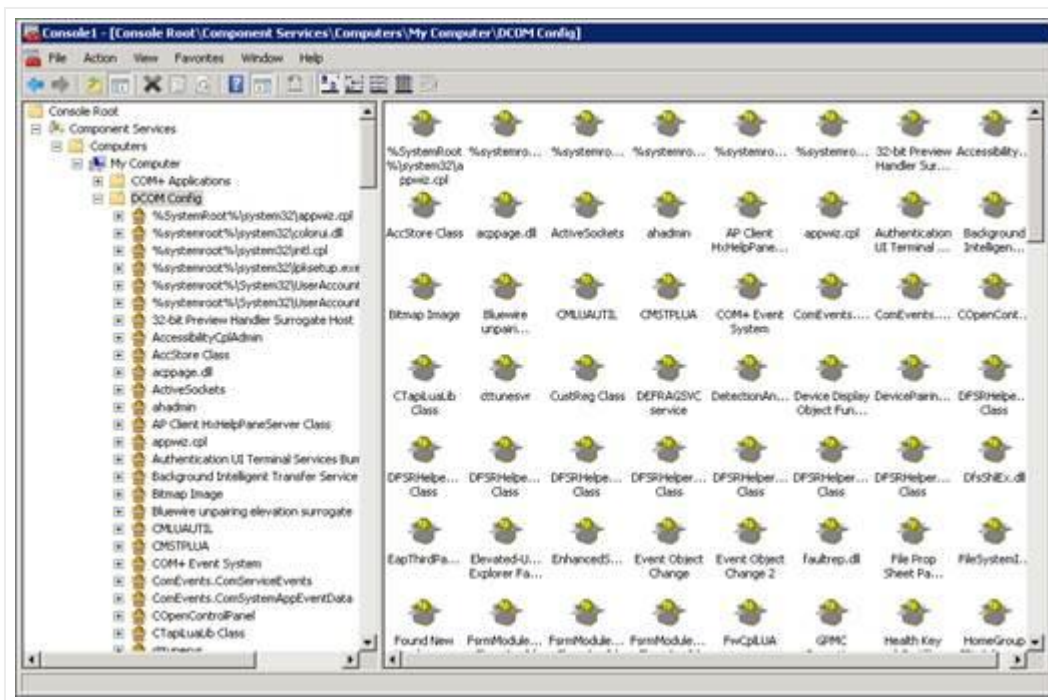 Console1 - [Console Root\Component Services\Computers\My Computer\DCOM Config]
File Action View Favorites Window Help
Console Root
Component Services
Computers
My Computer
COM+ Applications
DCOM Config
%SystemRoot%\system32\appwiz.cpl
%systemroot%\system32\colorui.dll
%systemroot%\system32\intl.cpl
%systemroot%\system32\lpksetup.exe
%systemroot%\System32\UserAccount
%systemroot%\System32\UserAccount
32-bit Preview Handler Surrogate Host
AccessibilityCplAdmin
AccStore Class
acppage.dll
ActiveSockets
ahadmin
AP Client HxHelpPaneServer Class
appwiz.cpl
Authentication UI Terminal Services Bun
Background Intelligent Transfer Service
Bitmap Image
Bluewire unpairing elevation surrogate
CMLUAUTIL
CMSTPLUA
COM+ Event System
ComEvents.ComServiceEvents
ComEvents.ComSystemAppEventData
COpenControlPanel
CTapiLuaLib Class
%SystemRoot %systemro... %systemro... %systemro... %systemro... %systemro... 32-bit Preview Accessibility...
%\system32\a Handler Sur...
ppwiz.cpl
AccStore Class acppage.dll ActiveSockets ahadmin AP Client appwiz.cpl Authentication Background
HxHelpPane... UI Terminal ... Intelligen...
Bitmap Image Bluewire CMLUAUTIL CMSTPLUA COM+ Event ComEvents.... ComEvents.... COpenCont...
unpairi... System
CTapiLuaLib dttunesvr CustReg Class DEFRAGSVC DetectionAn... Device Display DevicePairin... DFSRHelpe...
Class service Object Fun... Class
DFSRHelpe... DFSRHelpe... DFSRHelper... DFSRHelper... DFSRHelper... DFSRHelper... DFSRHelper... DfsShlEx.dll
Class Class Class Class Class Class Class
EapThirdPa... Elevated-U... EnhancedS... Event Object Event Object faultrep.dll File Prop FileSystemI...
Explorer Fa... Change Change 2 Sheet Pa...
Found New FsrmModule... FsrmModule... FsrmModule... FwCplLUA GPMC Health Key HomeGroup